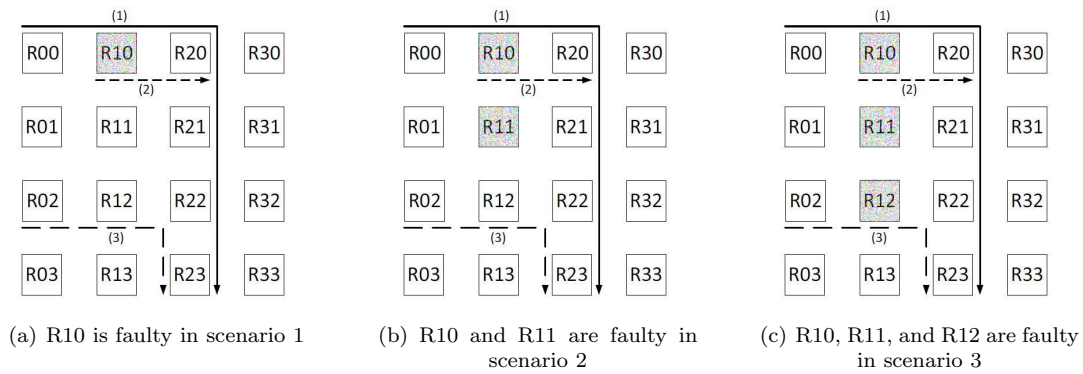 (1) (1) (1)
R00 R10 R20 R30 R00 R10 R20 R30 R00 R10 R20 R30
(2) (2) (2)
R01 R11 R21 R31 R01 R11 R21 R31 R01 R11 R21 R31
R02 R12 R22 R32 R02 R12 R22 R32 R02 R12 R22 R32
(3) (3) (3)
R03 R13 R23 R33 R03 R13 R23 R33 R03 R13 R23 R33
(a) R10 is faulty in scenario 1
(b) R10 and R11 are faulty in
scenario 2
(c) R10, R11, and R12 are faulty
in scenario 3